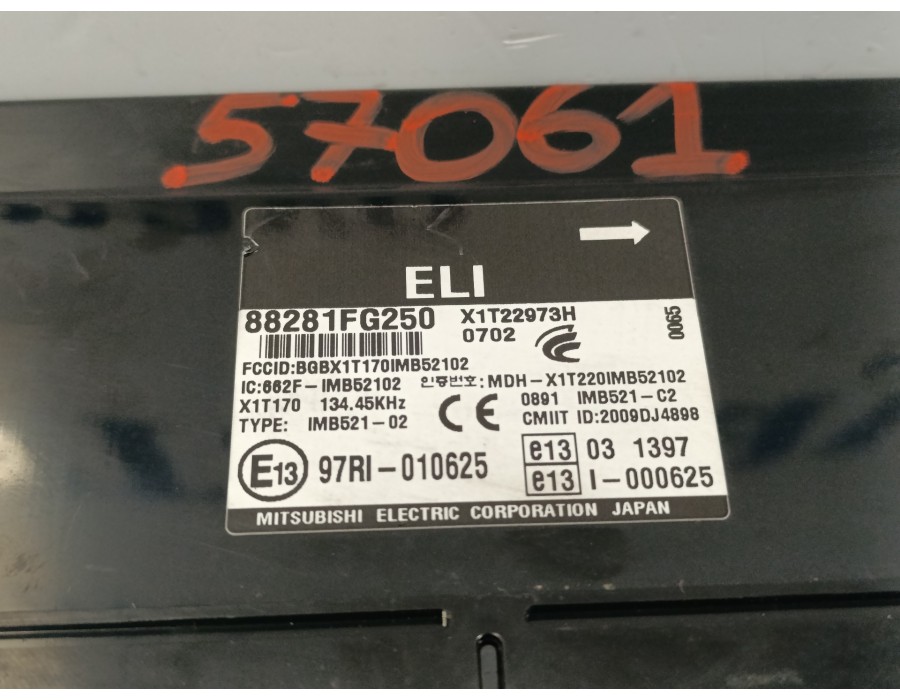 57061
ELI
88281FG250 X1T22973H
0702
0065
FCCID:BGBX1T170IMB52102
IC:662F-IMB52102 인증번호:MDH-X1T220IMB52102
X1T170 134.45KHz CE 0891 IMB521-C2
TYPE: IMB521-02 CMIIT ID:2009DJ4898
E13 97RI-010625 e13 03 1397
e13 I-000625
MITSUBISHI ELECTRIC CORPORATION JAPAN